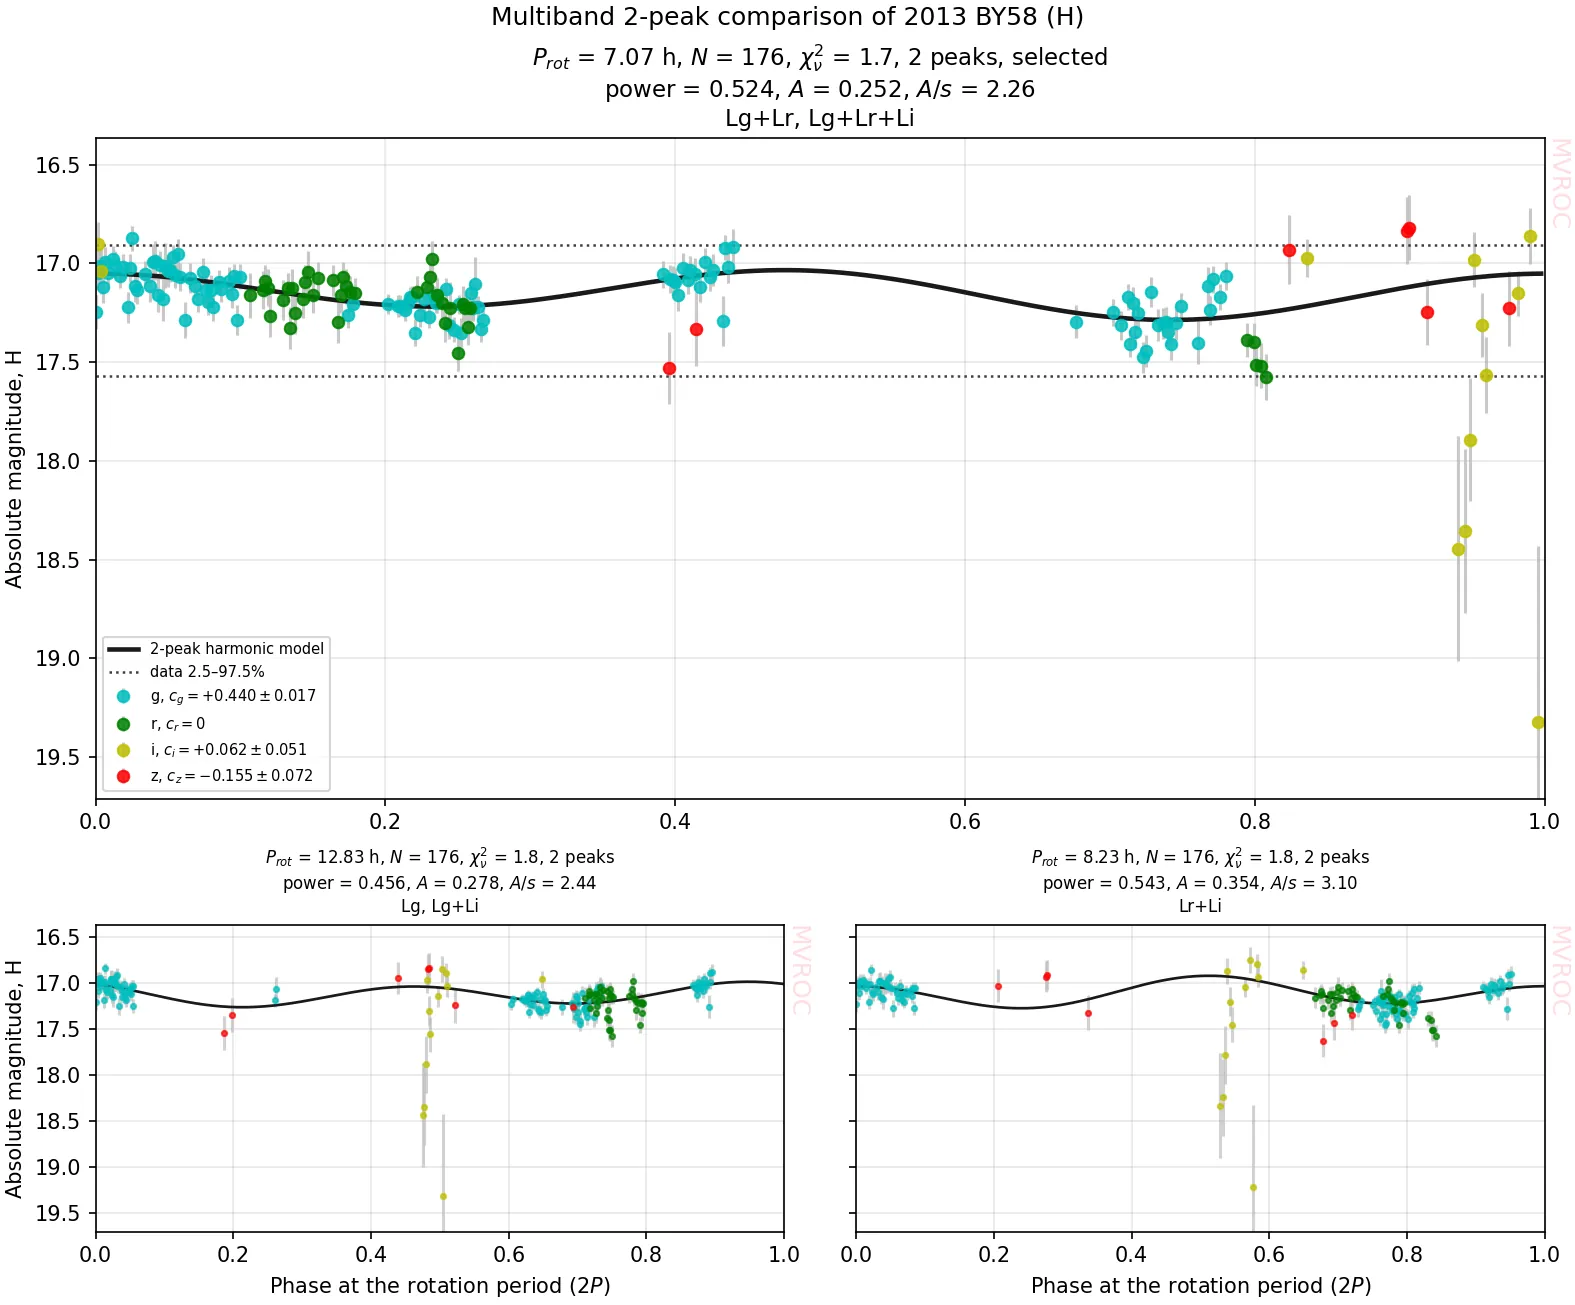 Multiband 2-peak comparison of 2013 BY58 (H)
P_rot = 7.07 h, N = 176, χ²_ν = 1.7, 2 peaks, selected
power = 0.524, A = 0.252, A/s = 2.26
Lg+Lr, Lg+Lr+Li
16.5
17.0
17.5
18.0
18.5
19.0
19.5
Absolute magnitude, H
MVROC
2-peak harmonic model
data 2.5–97.5%
g, c_g = +0.440 ± 0.017
r, c_r = 0
i, c_i = +0.062 ± 0.051
z, c_z = −0.155 ± 0.072
0.0 0.2 0.4 0.6 0.8 1.0
P_rot = 12.83 h, N = 176, χ²_ν = 1.8, 2 peaks
power = 0.456, A = 0.278, A/s = 2.44
Lg, Lg+Li
16.5
17.0
17.5
18.0
18.5
19.0
19.5
Absolute magnitude, H
MVROC
0.0 0.2 0.4 0.6 0.8 1.0
Phase at the rotation period (2P)
P_rot = 8.23 h, N = 176, χ²_ν = 1.8, 2 peaks
power = 0.543, A = 0.354, A/s = 3.10
Lr+Li
MVROC
0.0 0.2 0.4 0.6 0.8 1.0
Phase at the rotation period (2P)